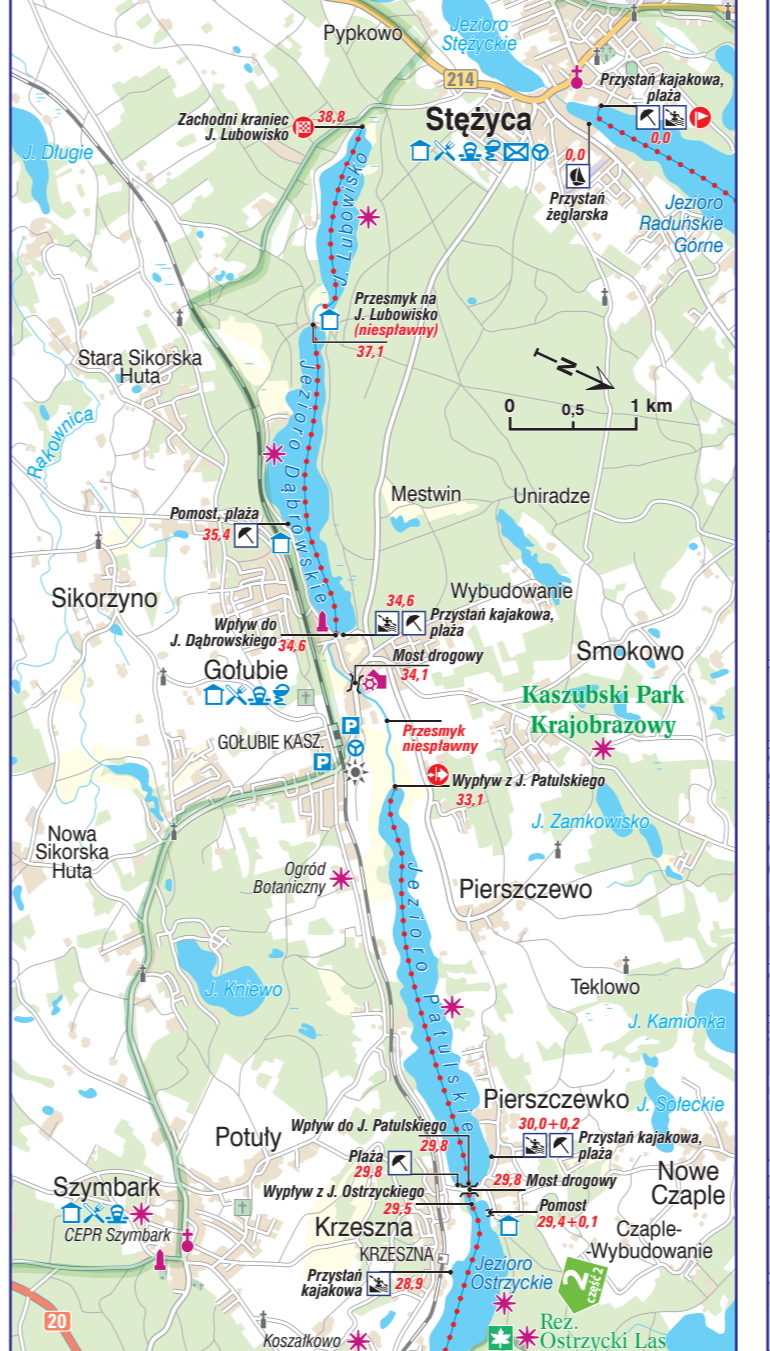 Pypkowo
Jezioro
Stężyckie
214
Przystań kajakowa,
plaża
0,0
Zachodni kraniec
J. Lubowisko
38,8
Stężyca
J. Długie
0,0
Przystań
żeglarska
Jezioro
Raduńskie
Górne
J. Lubowisko
Przesmyk na
J. Lubowisko
(niespławny)
37,1
Stara Sikorska
Huta
N
0
0,5
1 km
Jezioro Dąbrowskie
Rakownica
Mestwin
Uniradze
Pomost, plaża
35,4
Sikorzyno
Wybudowanie
34,6
Przystań kajakowa,
plaża
Wpływ do
J. Dąbrowskiego
34,6
Smokowo
Most drogowy
34,1
Gołubie
Kaszubski Park
Krajobrazowy
P
Przesmyk
niespławny
GOŁUBIE KASZ.
P
Wypływ z J. Patulskiego
33,1
J. Zamkowisko
Nowa
Sikorska
Huta
Ogród
Botaniczny
Jezioro Patulskie
Pierszczewo
J. Kniewo
Teklowo
J. Kamionka
Pierszczewko
J. Sołeckie
Potuły
Wpływ do J. Patulskiego
29,8
30,0+0,2
Przystań kajakowa,
plaża
Plaża
29,8
29,8
Most drogowy
Nowe
Czaple
Szymbark
Wypływ z J. Ostrzyckiego
29,5
Pomost
29,4+0,1
CEPR Szymbark
Krzeszna
KRZESZNA
Czaple-
-Wybudowanie
Przystań
kajakowa
28,9
Jezioro
Ostrzyckie
2
część 2
20
Koszałkowo
Rez.
Ostrzycki Las